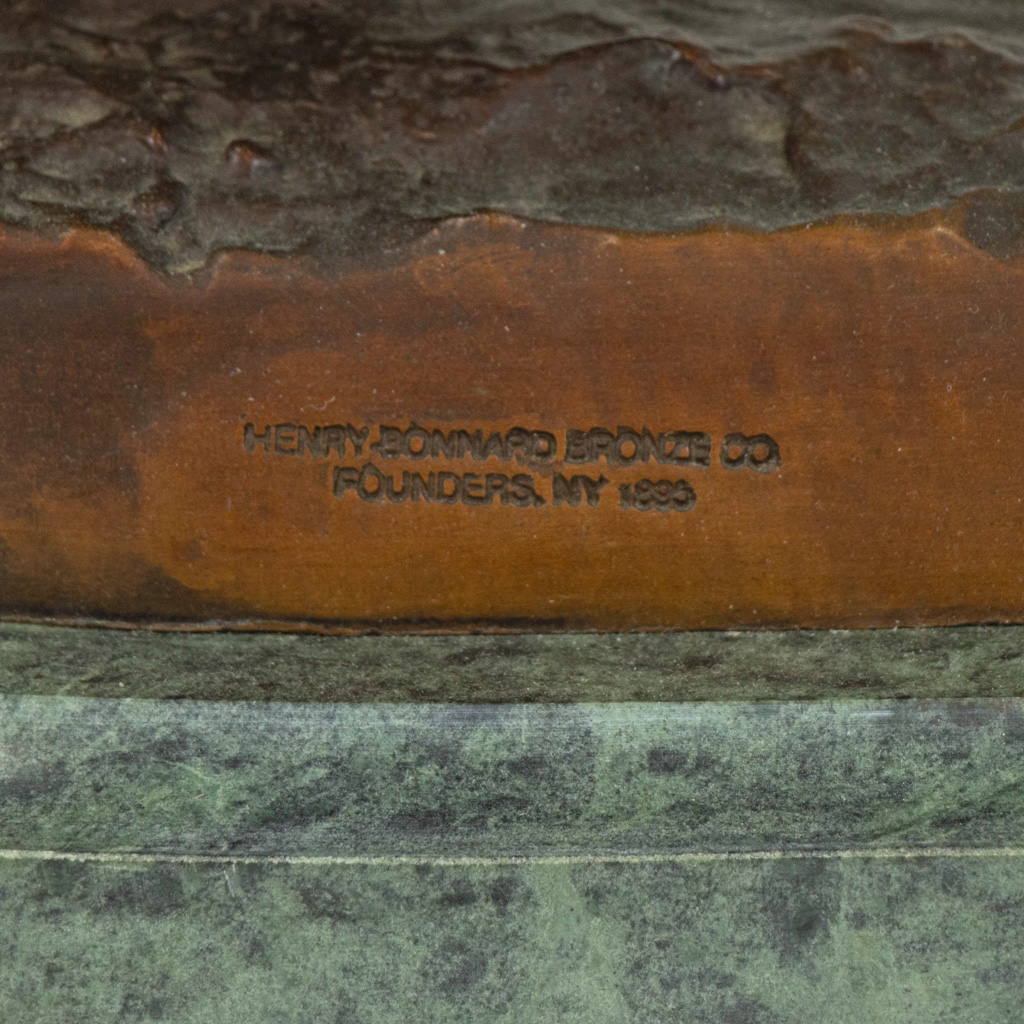 HENRY-BONNARD BRONZE CO.
FOUNDERS. NY 1895